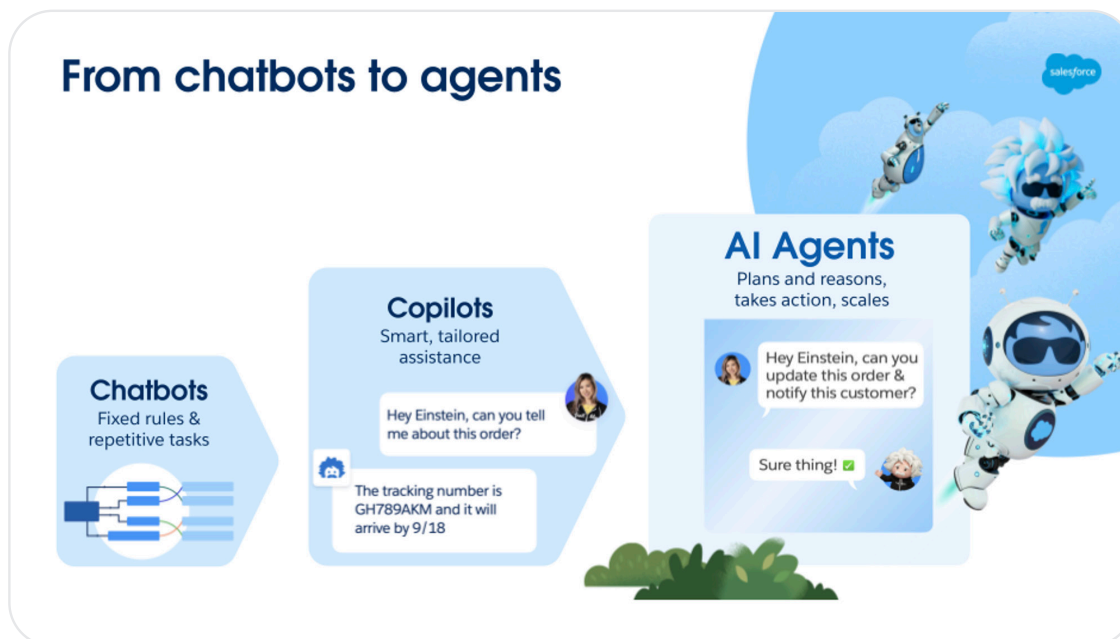 From chatbots to agents
salesforce
Chatbots
Fixed rules &
repetitive tasks
Copilots
Smart, tailored
assistance
Hey Einstein, can you tell
me about this order?
The tracking number is
GH789AKM and it will
arrive by 9/18
AI Agents
Plans and reasons,
takes action, scales
Hey Einstein, can you
update this order &
notify this customer?
Sure thing! ✅